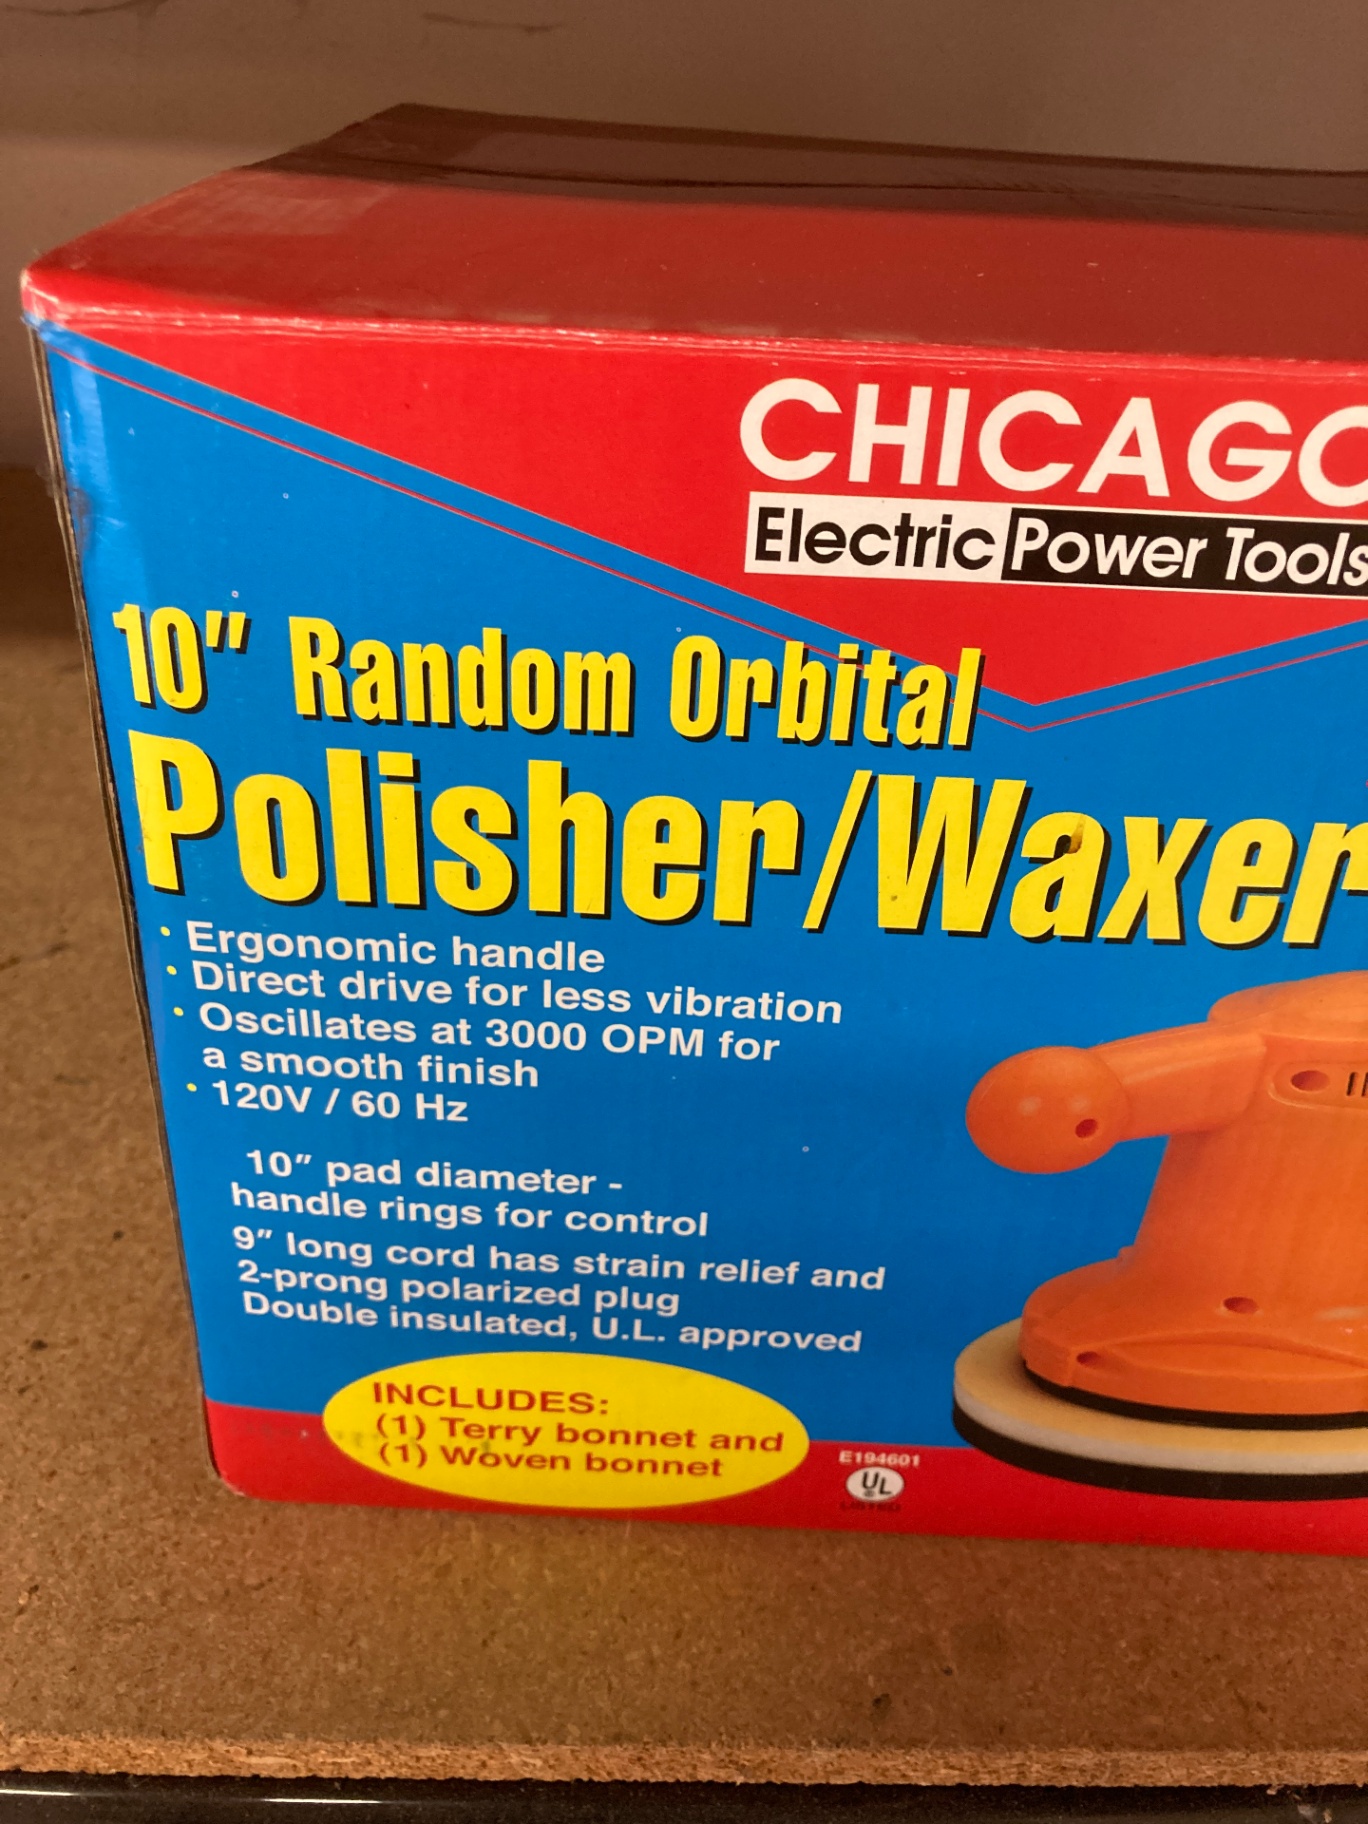 CHICAGO
Electric Power Tools
10" Random Orbital
Polisher/Waxer
• Ergonomic handle
• Direct drive for less vibration
• Oscillates at 3000 OPM for
a smooth finish
• 120V / 60 Hz
10" pad diameter -
handle rings for control
9" long cord has strain relief and
2-prong polarized plug
Double insulated, U.L. approved
INCLUDES:
(1) Terry bonnet and
(1) Woven bonnet
E194601
UL
LISTED